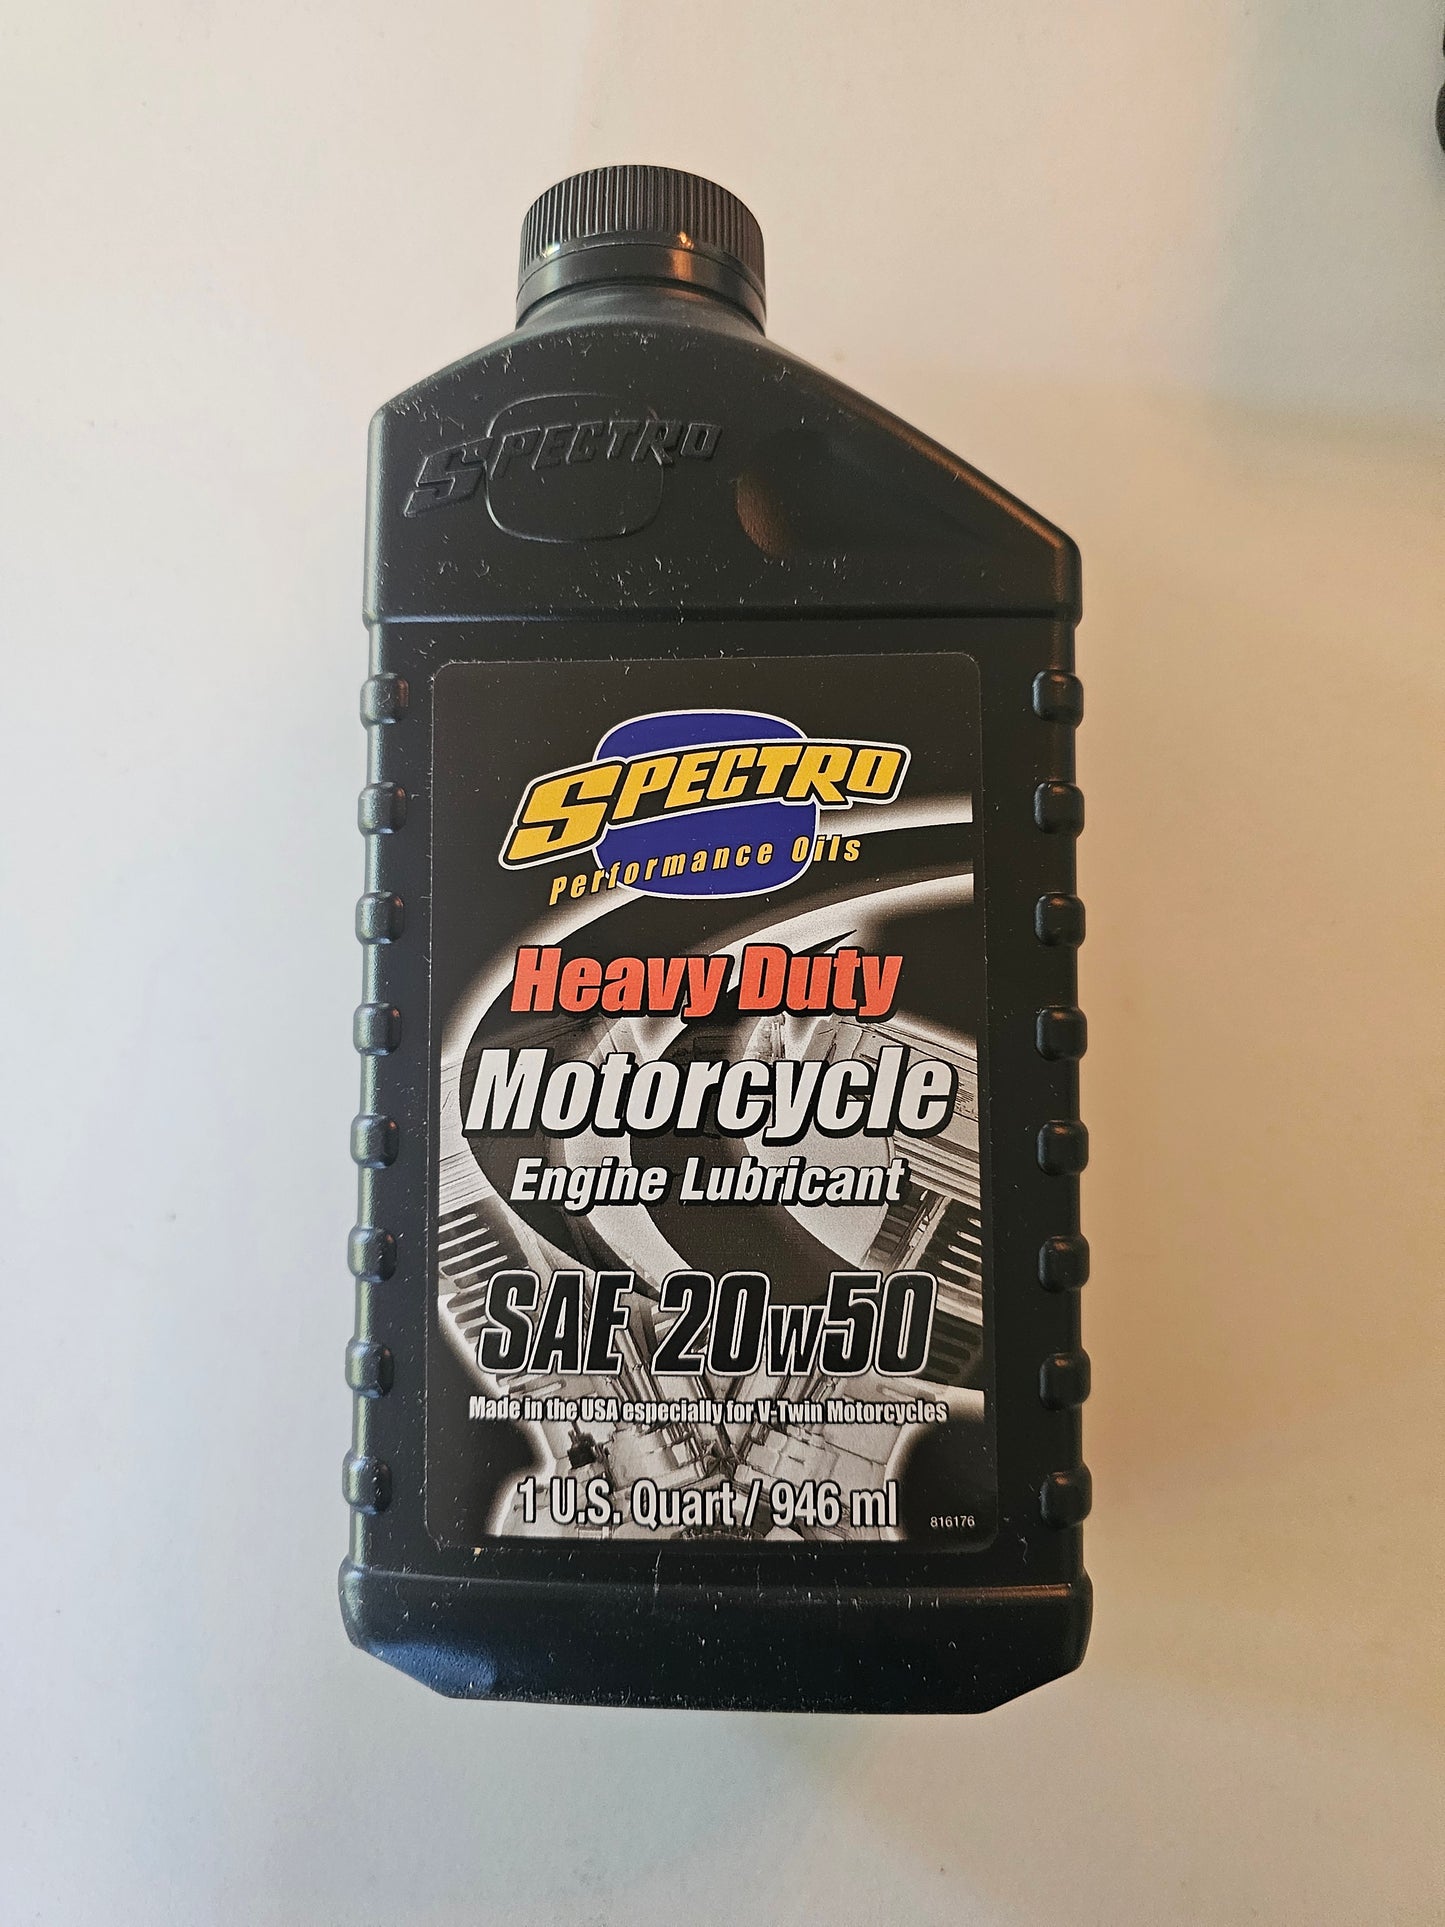 SPECTRO
SPECTRO
Performance Oils
Heavy Duty
Motorcycle
Engine Lubricant
SAE 20w50
Made in the USA especially for V-Twin Motorcycles
1 U.S. Quart / 946 ml
816176